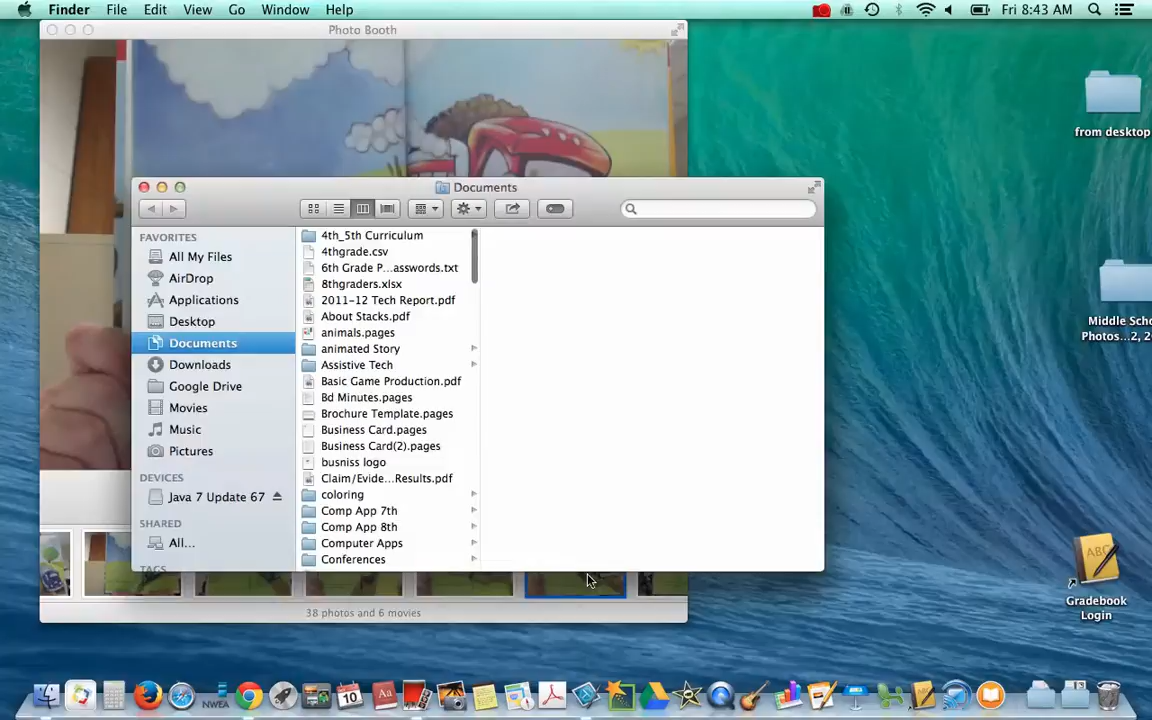 Finder File Edit View Go Window Help Fri 8:43 AM
Photo Booth
from desktop
Documents
FAVORITES
All My Files
AirDrop
Applications
Desktop
Documents
Downloads
Google Drive
Movies
Music
Pictures
DEVICES
Java 7 Update 67
SHARED
All...
TAGS
4th_5th Curriculum
4thgrade.csv
6th Grade P...asswords.txt
8thgraders.xlsx
2011-12 Tech Report.pdf
About Stacks.pdf
animals.pages
animated Story
Assistive Tech
Basic Game Production.pdf
Bd Minutes.pages
Brochure Template.pages
Business Card.pages
Business Card(2).pages
busniss logo
Claim/Evide...Results.pdf
coloring
Comp App 7th
Comp App 8th
Computer Apps
Conferences
Middle Scho
Photos...2, 2
ABC
Gradebook
Login
38 photos and 6 movies
NWEA
10
Aa